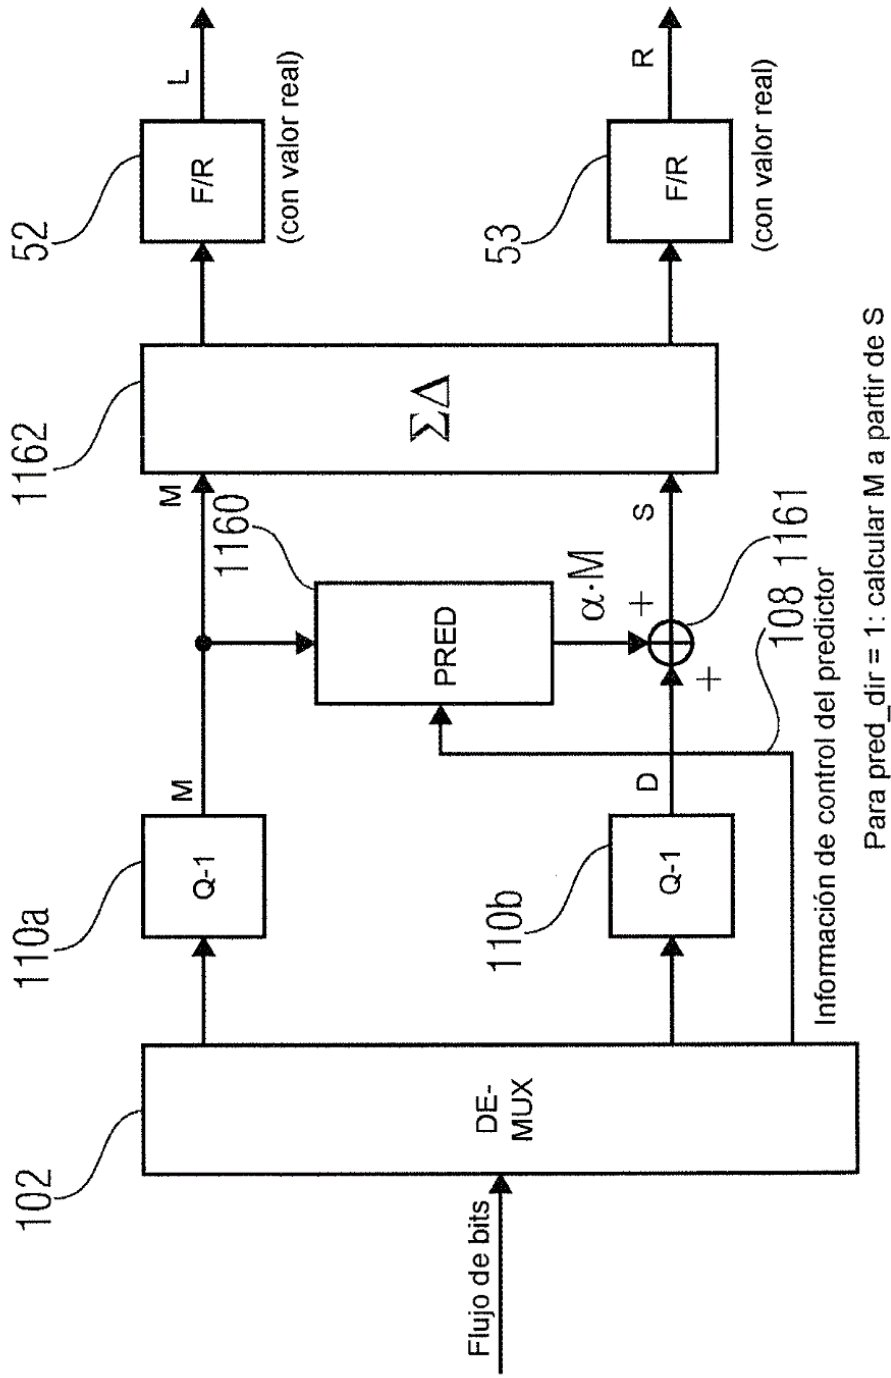 Flujo de bits
102
DE-
MUX
110a
Q-1
M
110b
Q-1
D
Información de control del predictor
108
1160
PRED
α·M
+
+
1161
M
S
1162
ΣΔ
52
F/R
L
(con valor real)
53
F/R
R
(con valor real)
Para pred_dir = 1: calcular M a partir de S